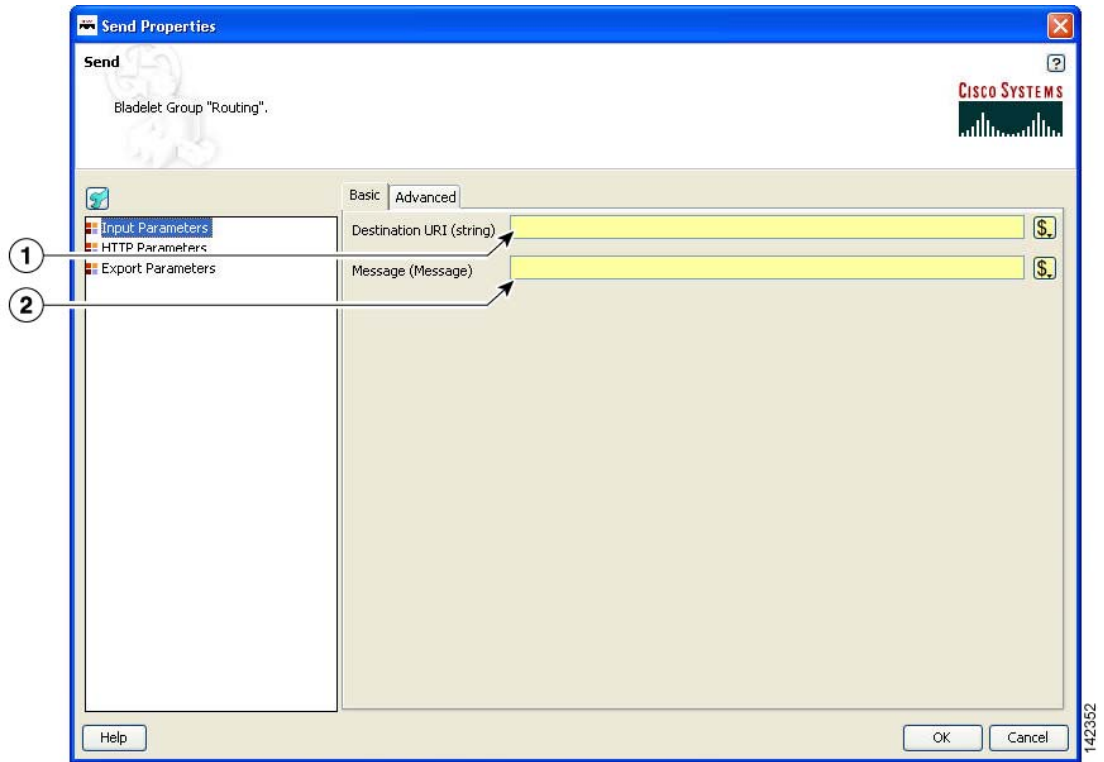 Send Properties
Send
?
Bladelet Group "Routing".
CISCO SYSTEMS
Basic
Advanced
Input Parameters
HTTP Parameters
Export Parameters
Destination URI (string)
$
Message (Message)
$
1
2
Help
OK
Cancel
142352